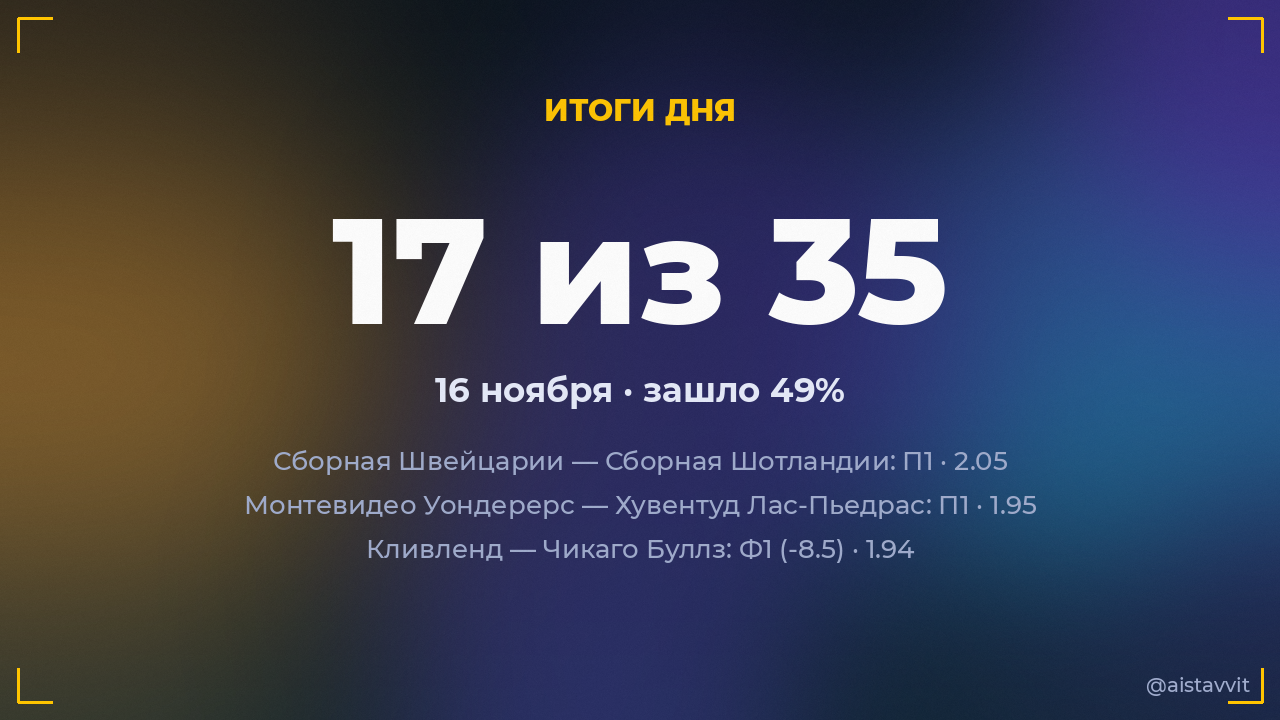 ИТОГИ ДНЯ
17 из 35
16 ноября · зашло 49%
Сборная Швейцарии — Сборная Шотландии: П1 · 2.05
Монтевидео Уондерерс — Хувентуд Лас-Пьедрас: П1 · 1.95
Кливленд — Чикаго Буллз: Ф1 (-8.5) · 1.94
@aistavvit